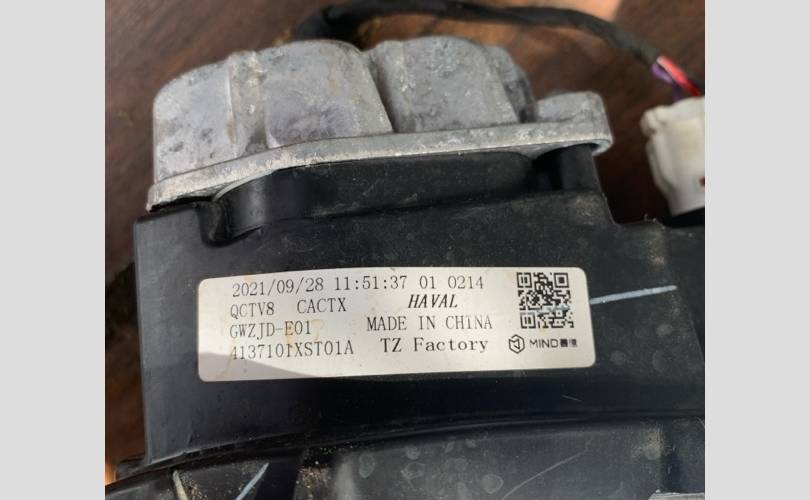 2021/09/28 11:51:37 01 0214
QCTV8 CACTX HAVAL
GWZJD-E01 MADE IN CHINA
4137101XST01A TZ Factory MIND